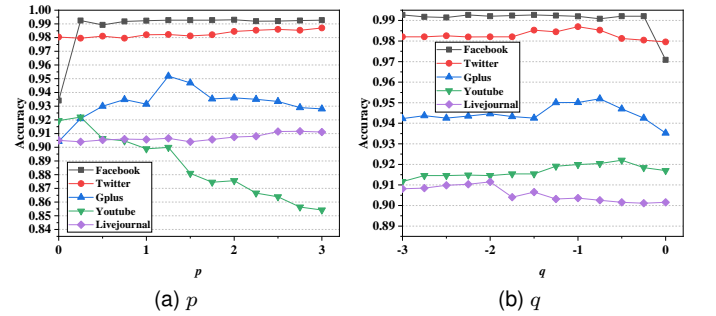 Accuracy
1.01
1.00
0.99
0.98
0.97
0.96
0.95
0.94
0.93
0.92
0.91
0.90
0.89
0.88
0.87
0.86
0.85
0.84
Facebook
Twitter
Gplus
Youtube
Livejournal
0 1 2 3
p
(a) p
Accuracy
0.99
0.98
0.97
0.96
0.95
0.94
0.93
0.92
0.91
0.90
0.89
Facebook
Twitter
Gplus
Youtube
Livejournal
-3 -2 -1 0
q
(b) q